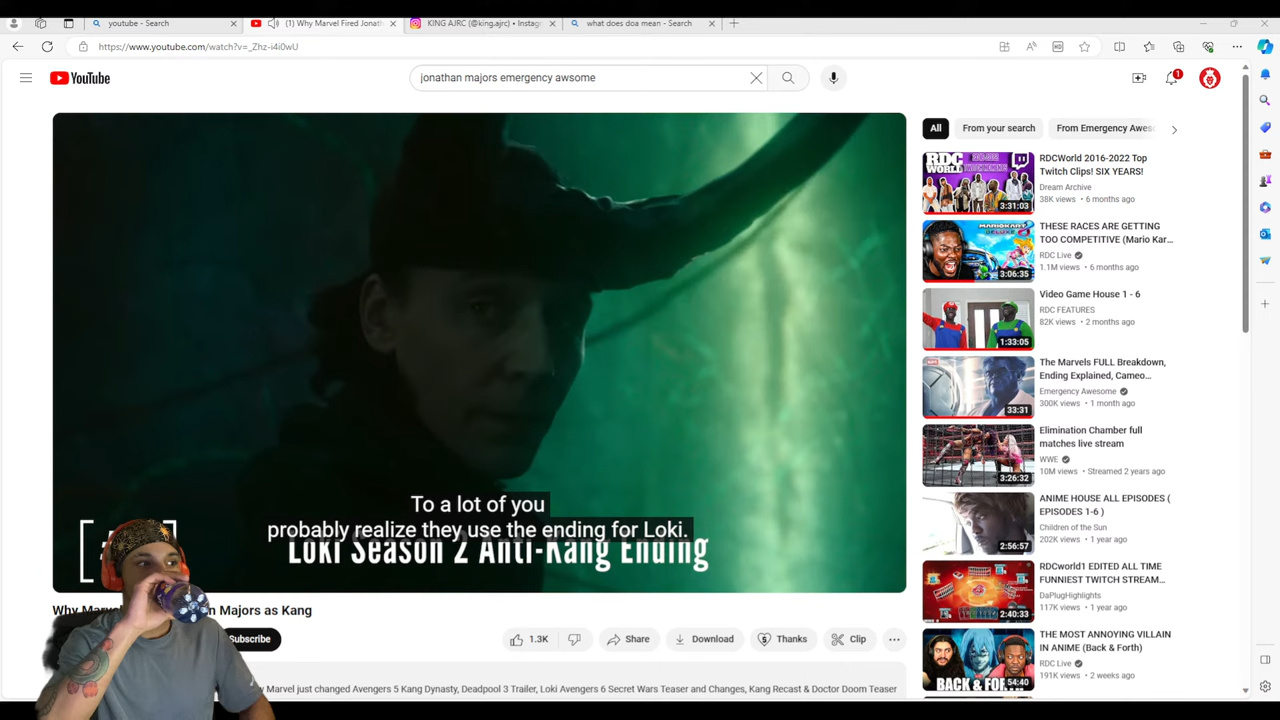 youtube - Search
(1) Why Marvel Fired Jonath
KING AJRC (@king.ajrc) • Instag
what does doa mean - Search
https://www.youtube.com/watch?v=_Zhz-i4i0wU
YouTube
jonathan majors emergency awsome
1
To a lot of you
probably realize they use the ending for Loki.
Loki Season 2 Anti-Kang Ending
Why Mar
n Majors as Kang
Subscribe
1.3K
Share
Download
Thanks
Clip
Marvel just changed Avengers 5 Kang Dynasty, Deadpool 3 Trailer, Loki Avengers 6 Secret Wars Teaser and Changes, Kang Recast & Doctor Doom Teaser
All
From your search
From Emergency Aweso
RDC
WORLD
3:31:03
RDCWorld 2016-2022 Top
Twitch Clips! SIX YEARS!
Dream Archive
38K views • 6 months ago
3:06:35
THESE RACES ARE GETTING
TOO COMPETITIVE (Mario Kar...
RDC Live
1.1M views • 6 months ago
1:33:05
Video Game House 1 - 6
RDC FEATURES
82K views • 2 months ago
33:31
The Marvels FULL Breakdown,
Ending Explained, Cameo...
Emergency Awesome
300K views • 1 month ago
3:26:32
Elimination Chamber full
matches live stream
WWE
10M views • Streamed 2 years ago
2:56:57
ANIME HOUSE ALL EPISODES (
EPISODES 1-6 )
Children of the Sun
202K views • 1 year ago
2:40:33
RDCworld1 EDITED ALL TIME
FUNNIEST TWITCH STREAM...
DaPlugHighlights
117K views • 1 year ago
BACK & FORTH
54:40
THE MOST ANNOYING VILLAIN
IN ANIME (Back & Forth)
RDC Live
191K views • 2 weeks ago